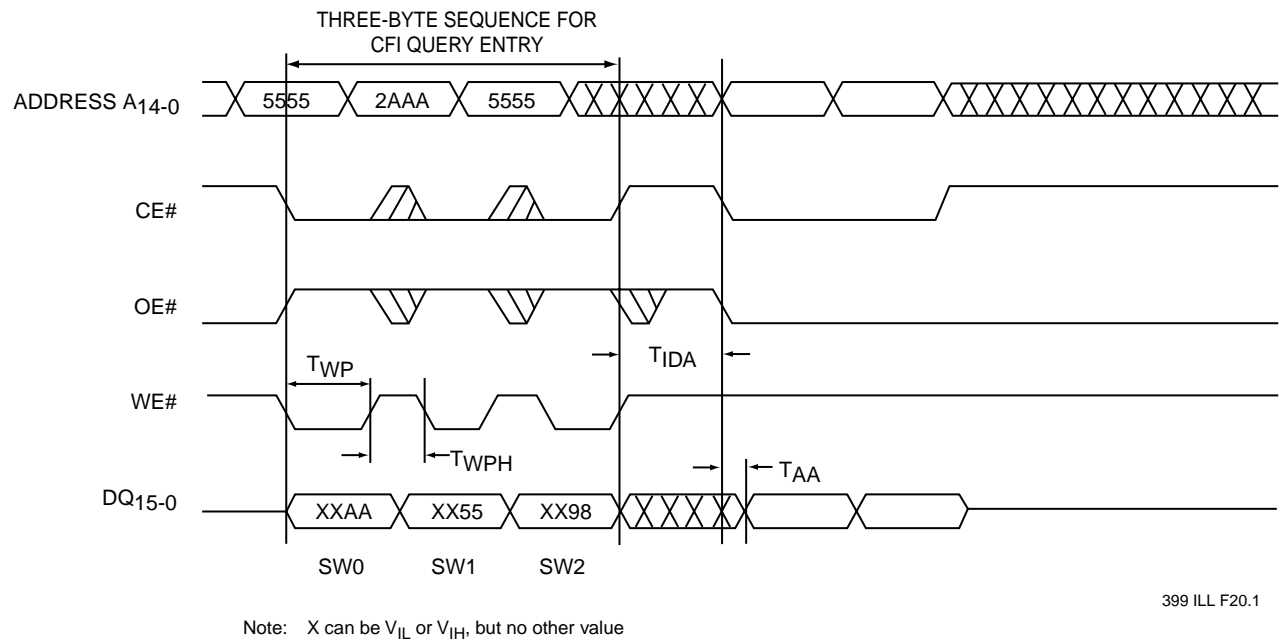 THREE-BYTE SEQUENCE FOR
CFI QUERY ENTRY
ADDRESS A14-0
5555 2AAA 5555
CE#
OE#
TIDA
TWP
WE#
TWPH
TAA
DQ15-0
XXAA XX55 XX98
SW0 SW1 SW2
399 ILL F20.1
Note: X can be VIL or VIH, but no other value